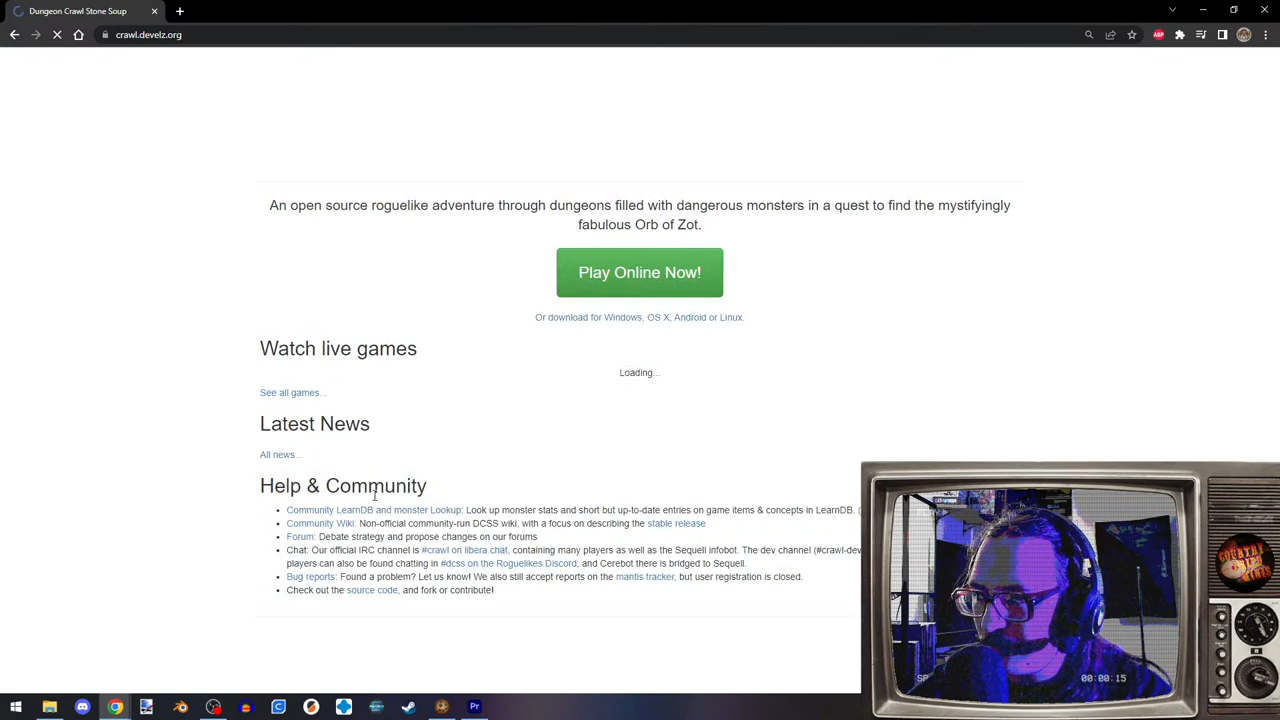 Dungeon Crawl Stone Soup
crawl.develz.org
ABP
An open source roguelike adventure through dungeons filled with dangerous monsters in a quest to find the mystifyingly
fabulous Orb of Zot.
Play Online Now!
Or download for Windows, OS X, Android or Linux.
Watch live games
Loading...
See all games...
Latest News
All news...
Help & Community
Community LearnDB and monster Lookup: Look up monster stats and short but up-to-date entries on game items & concepts in LearnDB. (
Community Wiki: Non-official community-run DCSS wiki, with a focus on describing the stable release
Forum: Debate strategy and propose changes on our forums
Chat: Our official IRC channel is #crawl on libera chat, containing many players as well as the Sequell infobot. The dev channel (#crawl-dev
players can also be found chatting in #dcss on the Roguelikes Discord, and Cerebot there is bridged to Sequell.
Bug reports: Found a problem? Let us know! We also still accept reports on the mantis tracker, but user registration is closed.
Check out the source code, and fork or contribute!
SP
00:00:15
COUNTRY
Pr